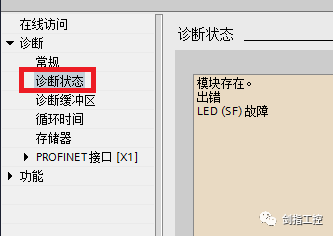 在线访问
诊断
常规
诊断状态
诊断缓冲区
循环时间
存储器
PROFINET 接口 [X1]
功能
诊断状态
模块存在。
出错
LED (SF) 故障
剑指工控